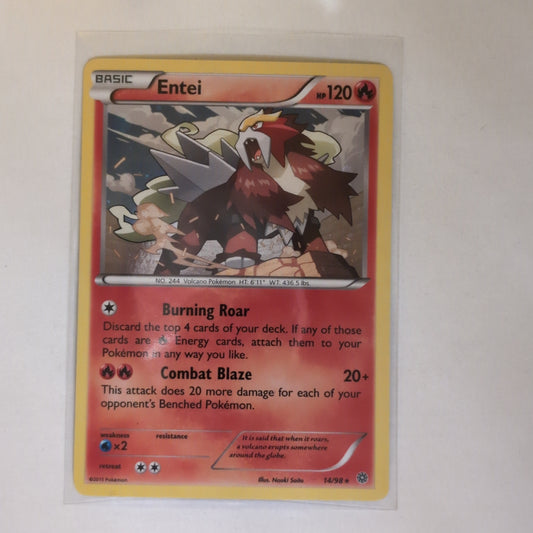 BASIC
Entei
HP 120
NO. 244 Volcano Pokémon. HT: 6'11" WT: 436.5 lbs.
Burning Roar
Discard the top 4 cards of your deck. If any of those
cards are Energy cards, attach them to your
Pokémon in any way you like.
Combat Blaze 20+
This attack does 20 more damage for each of your
opponent's Benched Pokémon.
weakness resistance
×2
retreat
It is said that when it roars,
a volcano erupts somewhere
around the globe.
©2015 Pokémon
Illus. Naoki Saito
14/98 ★